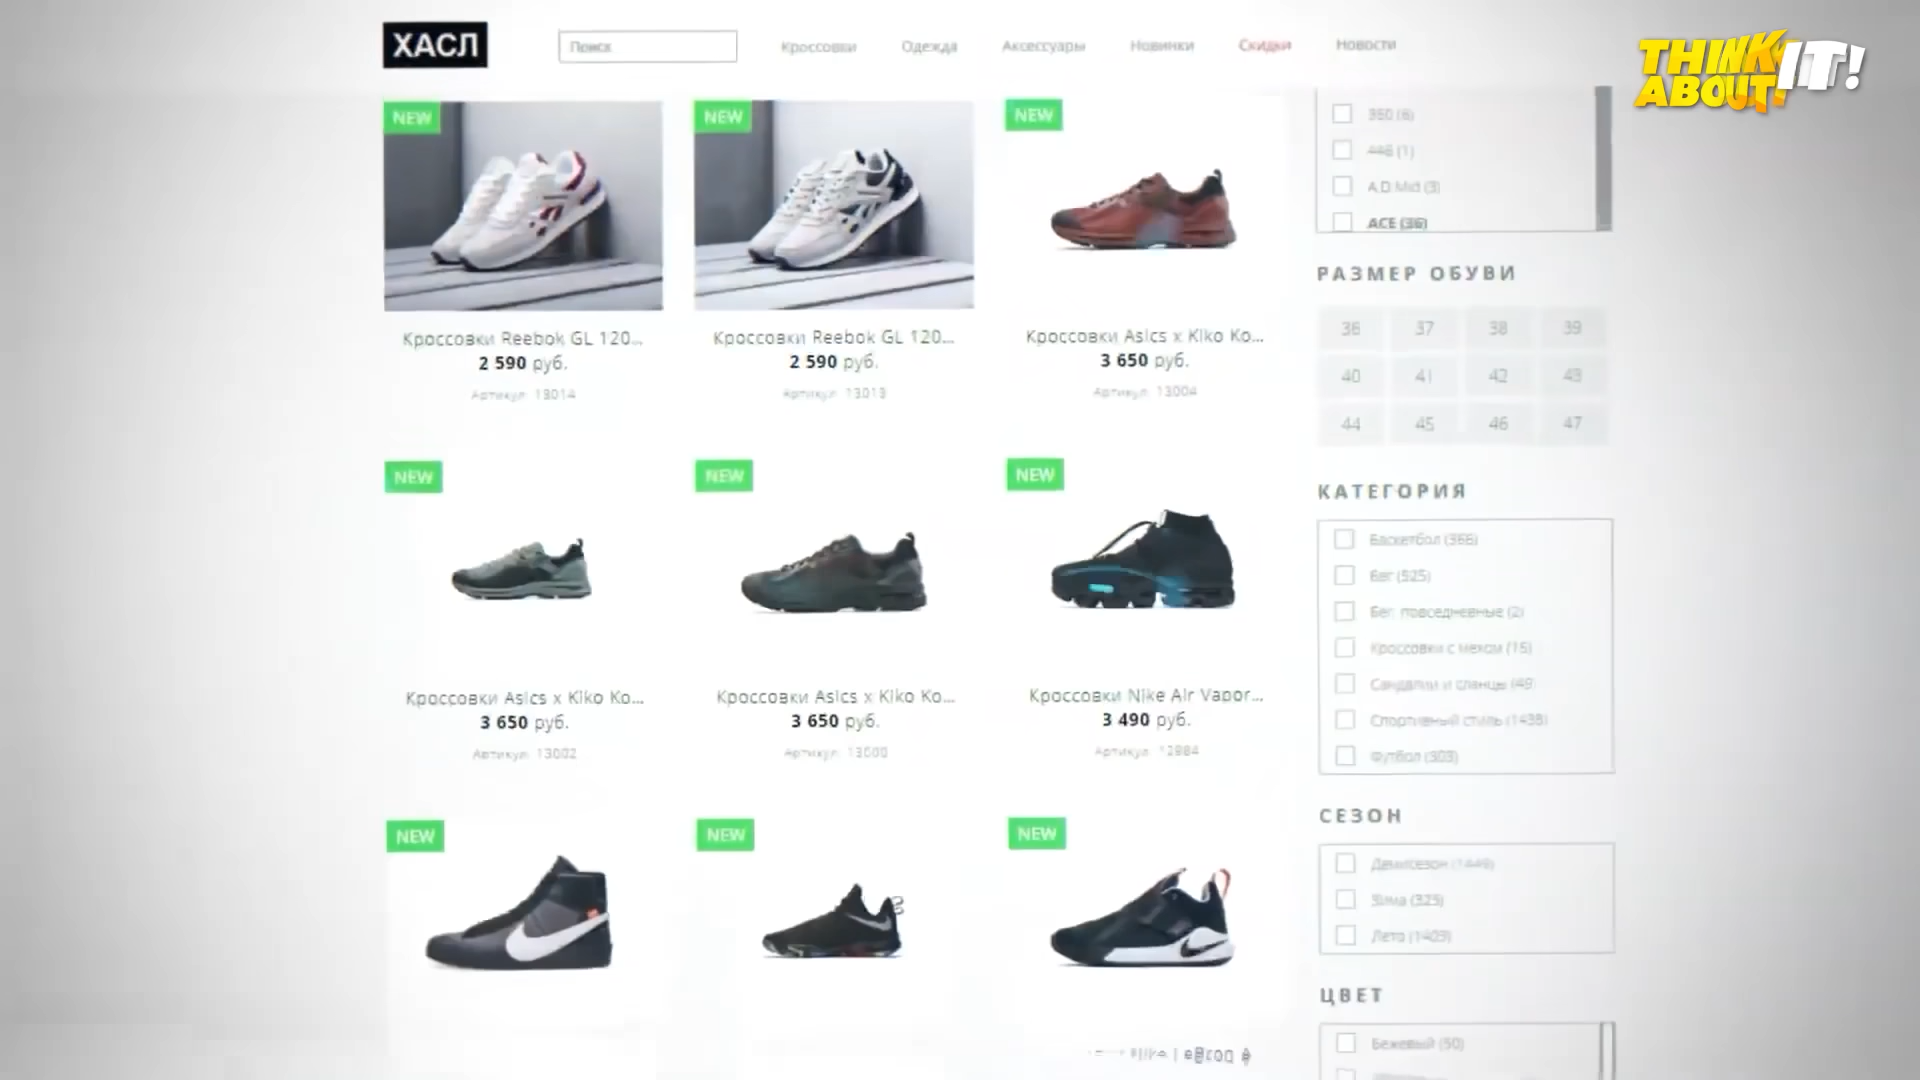 ХАСЛ
Поиск
Кроссовки
Одежда
Аксессуары
Новинки
Скидки
Новости
THINK
ABOUT IT!
NEW
NEW
NEW
Кроссовки Reebok GL 120...
2 590 руб.
Артикул: 13014
Кроссовки Reebok GL 120...
2 590 руб.
Артикул: 13013
Кроссовки Asics x Kiko Ko...
3 650 руб.
Артикул: 13004
NEW
NEW
NEW
Кроссовки Asics x Kiko Ko...
3 650 руб.
Артикул: 13002
Кроссовки Asics x Kiko Ko...
3 650 руб.
Артикул: 13000
Кроссовки Nike Air Vapor...
3 490 руб.
Артикул: 12984
NEW
NEW
NEW
350 (6)
A.D Mid (3)
ACE (36)
РАЗМЕР ОБУВИ
36 37 38 39
40 41 42 43
44 45 46 47
КАТЕГОРИЯ
Баскетбол (366)
Бег (525)
Бег, повседневные (2)
Кроссовки с мехом (15)
Сандалии и сланцы (49)
Спортивный стиль (1438)
Футбол (303)
СЕЗОН
Демисезон (1449)
Зима (325)
Лето (1403)
ЦВЕТ
Бежевый (50)